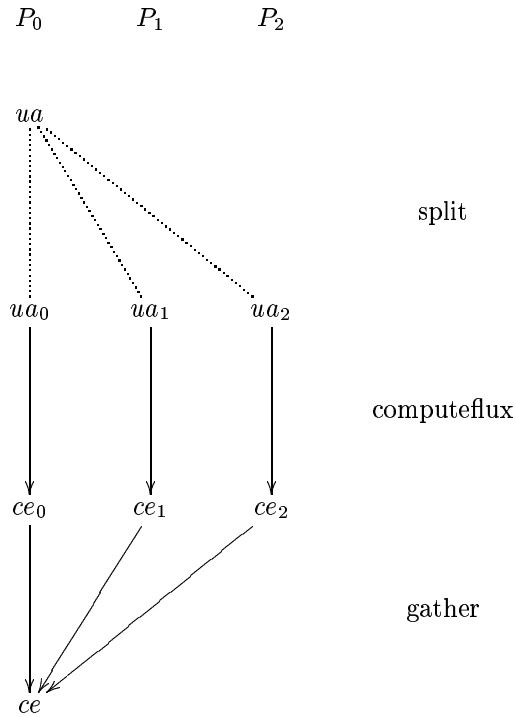 P₀ P₁ P₂
ua
split
ua₀ ua₁ ua₂
computeflux
ce₀ ce₁ ce₂
gather
ce